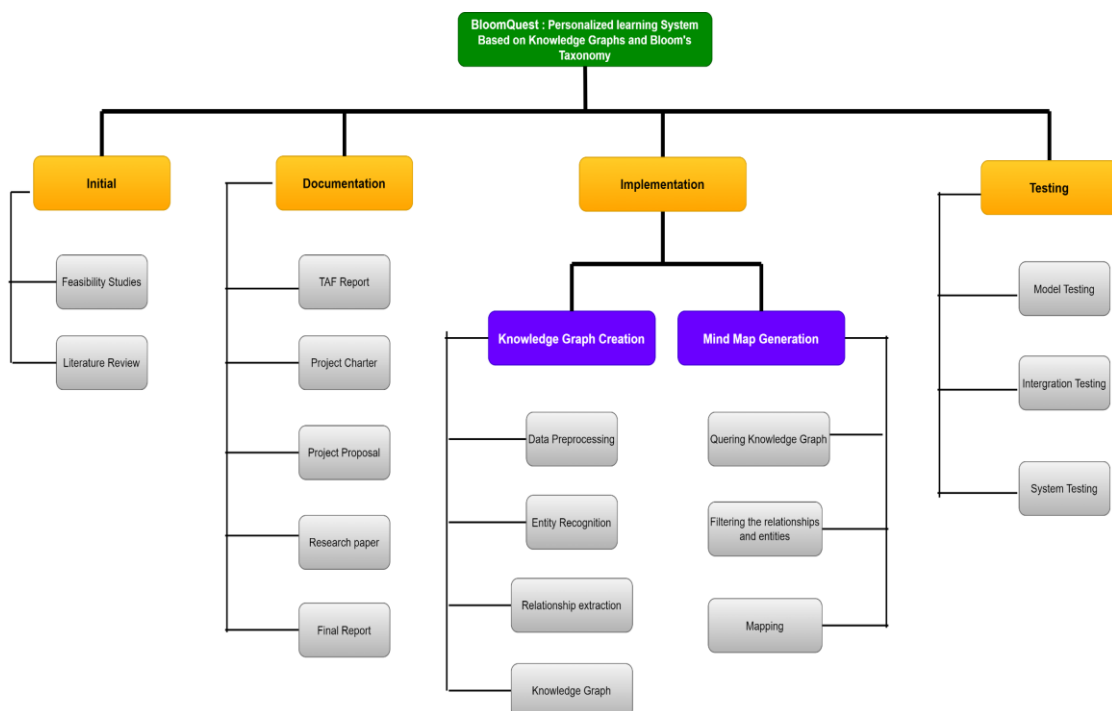 BloomQuest : Personalized learning System
Based on Knowledge Graphs and Bloom's
Taxonomy
Initial
Documentation
Implementation
Testing
Feasibility Studies
Literature Review
TAF Report
Project Charter
Project Proposal
Research paper
Final Report
Knowledge Graph Creation
Mind Map Generation
Data Preprocessing
Entity Recognition
Relationship extraction
Knowledge Graph
Quering Knowledge Graph
Filtering the relationships
and entities
Mapping
Model Testing
Intergration Testing
System Testing